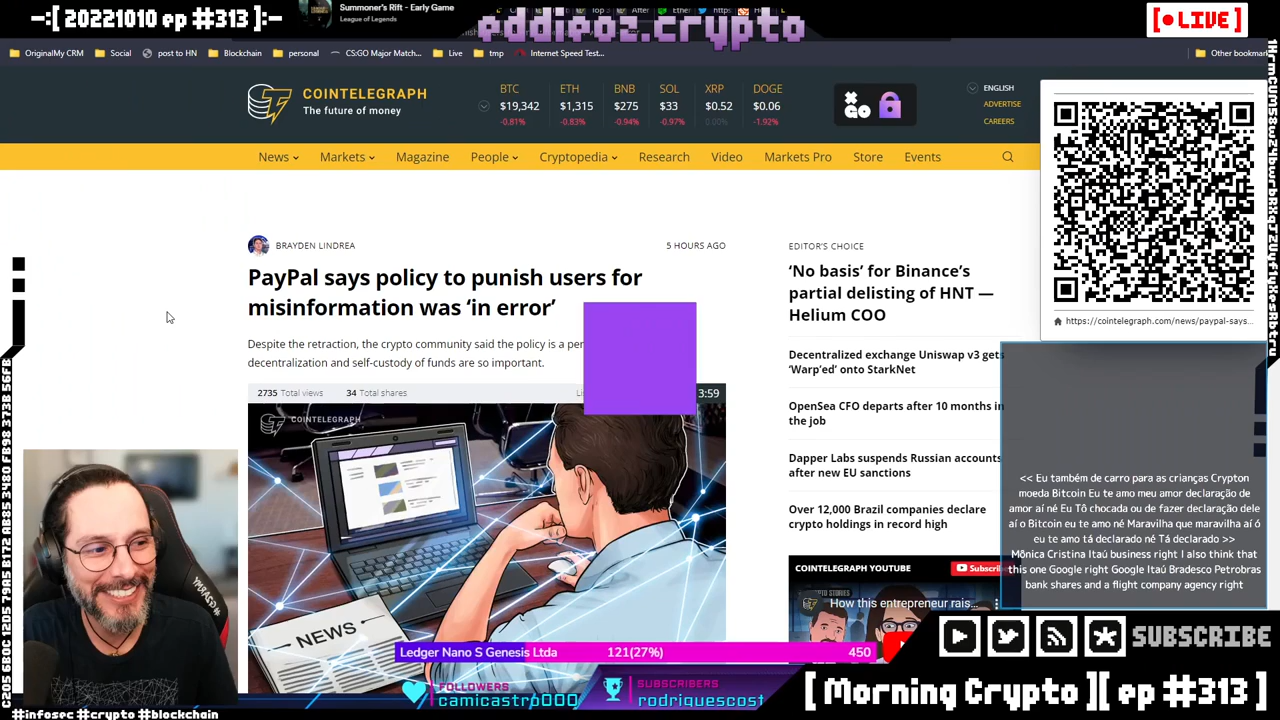 -:[ 20221010 ep #313 ]:-
Summoner's Rift - Early Game
League of Legends
eddieoz.crypto
[ ● LIVE ]
OriginalMy CRM
Social
post to HN
Blockchain
personal
CS:GO Major Match...
Live
tmp
Internet Speed Test...
Other bookmar
COINTELEGRAPH
The future of money
BTC ETH BNB SOL XRP DOGE
$19,342 $1,315 $275 $33 $0.52 $0.06
-0.81% -0.83% -0.94% -0.97% 0.00% -1.92%
ENGLISH
ADVERTISE
CAREERS
News Markets Magazine People Cryptopedia Research Video Markets Pro Store Events
BRAYDEN LINDREA
5 HOURS AGO
PayPal says policy to punish users for
misinformation was ‘in error’
Despite the retraction, the crypto community said the policy is a
decentralization and self-custody of funds are so important.
2735 Total views 34 Total shares
3:59
COINTELEGRAPH
NEWS
EDITOR'S CHOICE
‘No basis’ for Binance’s
partial delisting of HNT —
Helium COO
Decentralized exchange Uniswap v3 gets
‘Warp’ed’ onto StarkNet
OpenSea CFO departs after 10 months in
the job
Dapper Labs suspends Russian accounts
after new EU sanctions
Over 12,000 Brazil companies declare
crypto holdings in record high
COINTELEGRAPH YOUTUBE
Subscribe
How this entrepreneur rais...
https://cointelegraph.com/news/paypal-says...
<< Eu também de carro para as crianças Crypton
moeda Bitcoin Eu te amo meu amor declaração de
amor aí né Eu Tô chocada ou de fazer declaração dele
aí o Bitcoin eu te amo né Maravilha que maravilha aí ó
eu te amo tá declarado né Tá declarado >>
Mônica Cristina Itaú business right I also think that
this one Google right Google Itaú Bradesco Petrobras
bank shares and a flight company agency right
Ledger Nano S Genesis Ltda 121(27%) 450
FOLLOWERS
camicastro000
SUBSCRIBERS
rodriguescost
SUBSCRIBE
[ Morning Crypto ][ ep #313 ]
#infosec #crypto #blockchain